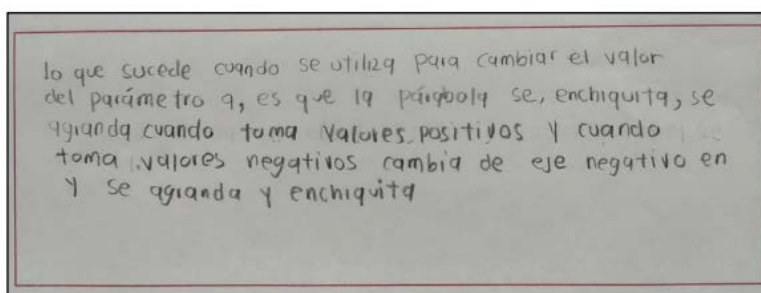 lo que sucede cuando se utiliza para cambiar el valor
del parámetro a, es que la párabola se, enchiquita, se
agranda cuando toma valores positivos y cuando
toma valores negativos cambia de eje negativo en
y se agranda y enchiquita